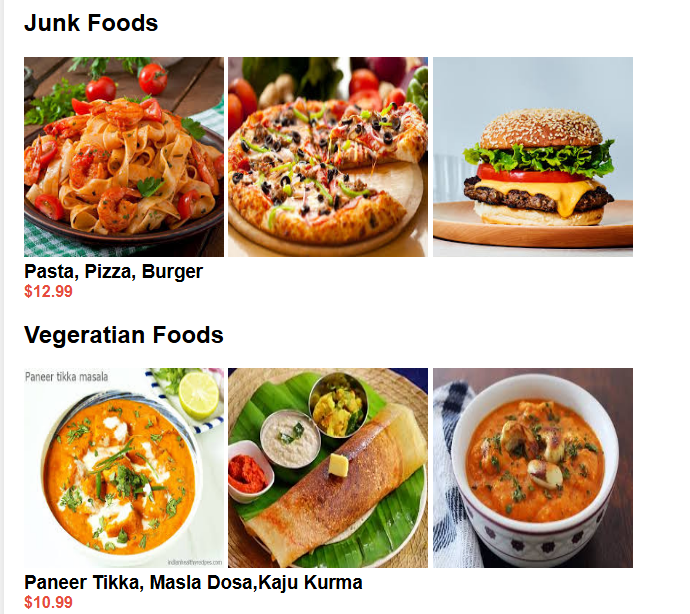 Junk Foods
Pasta, Pizza, Burger
$12.99
Vegeratian Foods
Paneer tikka masala
indianhealthyrecipes.com
Paneer Tikka, Masla Dosa,Kaju Kurma
$10.99